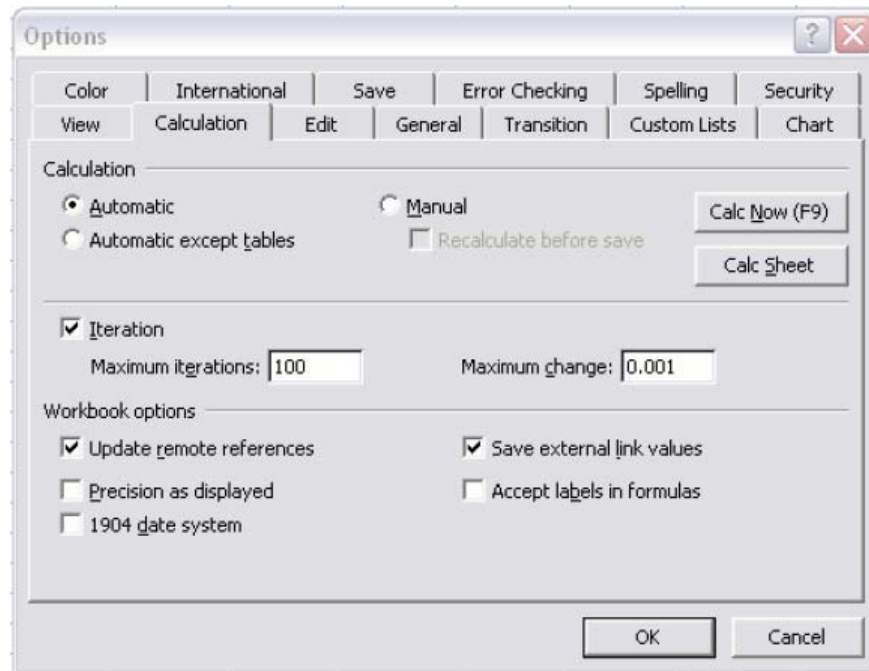 Options
Color International Save Error Checking Spelling Security
View Calculation Edit General Transition Custom Lists Chart
Calculation
Automatic Manual Calc Now (F9)
Automatic except tables Recalculate before save
Calc Sheet
Iteration
Maximum iterations: 100 Maximum change: 0.001
Workbook options
Update remote references Save external link values
Precision as displayed Accept labels in formulas
1904 date system
OK Cancel